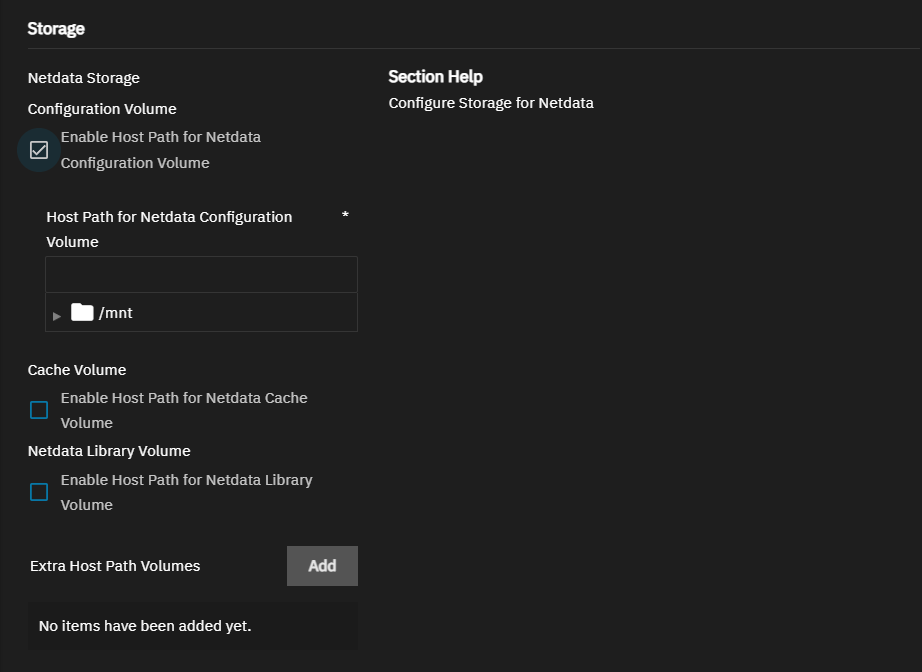 Storage
Netdata Storage
Section Help
Configure Storage for Netdata
Configuration Volume
Enable Host Path for Netdata
Configuration Volume
Host Path for Netdata Configuration *
Volume
/mnt
Cache Volume
Enable Host Path for Netdata Cache
Volume
Netdata Library Volume
Enable Host Path for Netdata Library
Volume
Extra Host Path Volumes
Add
No items have been added yet.